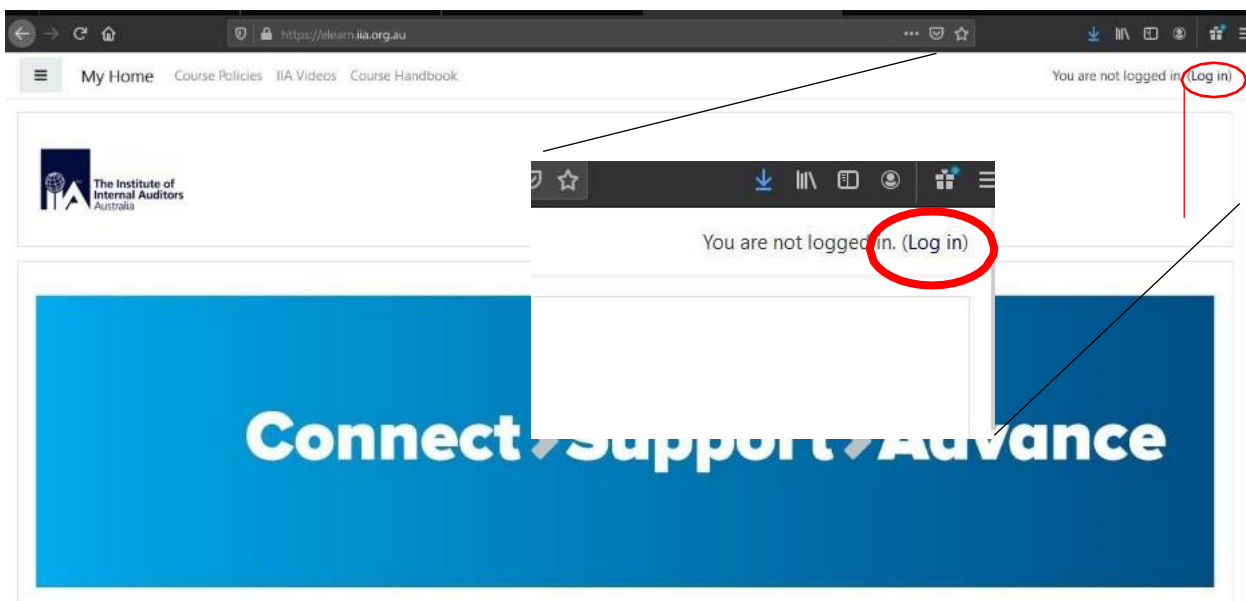 https://elearn.iia.org.au
My Home Course Policies IIA Videos Course Handbook
You are not logged in. (Log in)
The Institute of
Internal Auditors
Australia
You are not logged in. (Log in)
Connect Support Advance